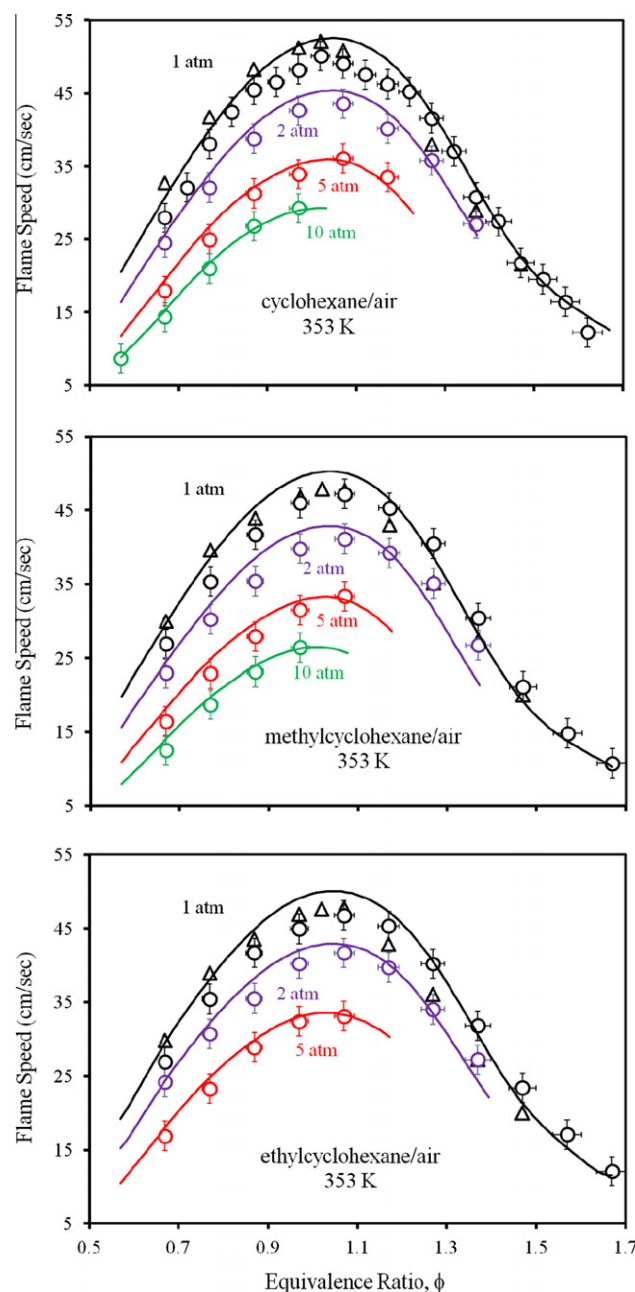 55
45
35
25
15
5
Flame Speed (cm/sec)
1 atm
2 atm
5 atm
10 atm
cyclohexane/air
353 K
55
45
35
25
15
5
Flame Speed (cm/sec)
1 atm
2 atm
5 atm
10 atm
methylcyclohexane/air
353 K
55
45
35
25
15
5
Flame Speed (cm/sec)
1 atm
2 atm
5 atm
ethylcyclohexane/air
353 K
0.5 0.7 0.9 1.1 1.3 1.5 1.7
Equivalence Ratio, ϕ